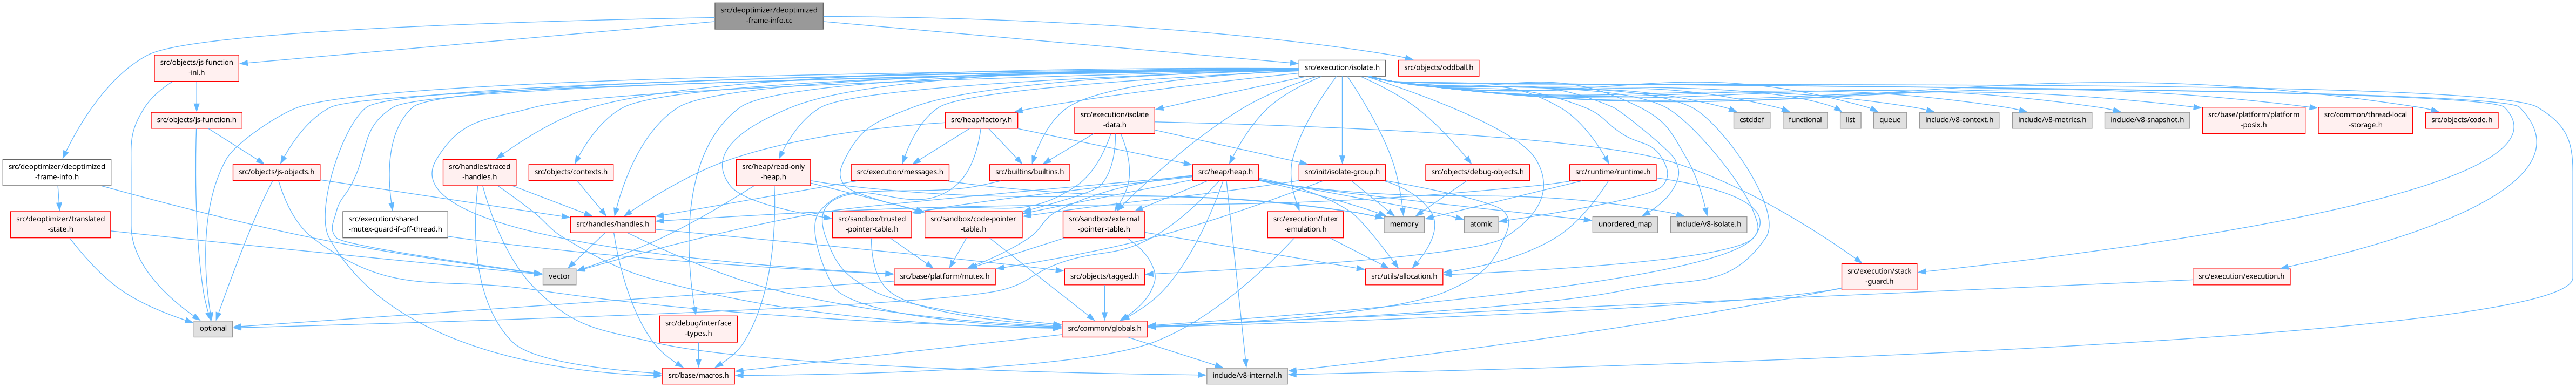 src/deoptimizer/deoptimized
-frame-info.cc
src/objects/js-function
-inl.h
src/execution/isolate.h
src/objects/oddball.h
src/objects/js-function.h
src/heap/factory.h
src/execution/isolate
-data.h
cstddef
functional
list
queue
include/v8-context.h
include/v8-metrics.h
include/v8-snapshot.h
src/base/platform/platform
-posix.h
src/common/thread-local
-storage.h
src/objects/code.h
src/deoptimizer/deoptimized
-frame-info.h
src/objects/js-objects.h
src/handles/traced
-handles.h
src/objects/contexts.h
src/heap/read-only
-heap.h
src/execution/messages.h
src/builtins/builtins.h
src/heap/heap.h
src/init/isolate-group.h
src/objects/debug-objects.h
src/runtime/runtime.h
src/deoptimizer/translated
-state.h
src/execution/shared
-mutex-guard-if-off-thread.h
src/handles/handles.h
src/sandbox/trusted
-pointer-table.h
src/sandbox/code-pointer
-table.h
src/sandbox/external
-pointer-table.h
src/execution/futex
-emulation.h
memory
atomic
unordered_map
include/v8-isolate.h
vector
src/base/platform/mutex.h
src/objects/tagged.h
src/utils/allocation.h
src/execution/stack
-guard.h
src/execution/execution.h
optional
src/debug/interface
-types.h
src/common/globals.h
src/base/macros.h
include/v8-internal.h